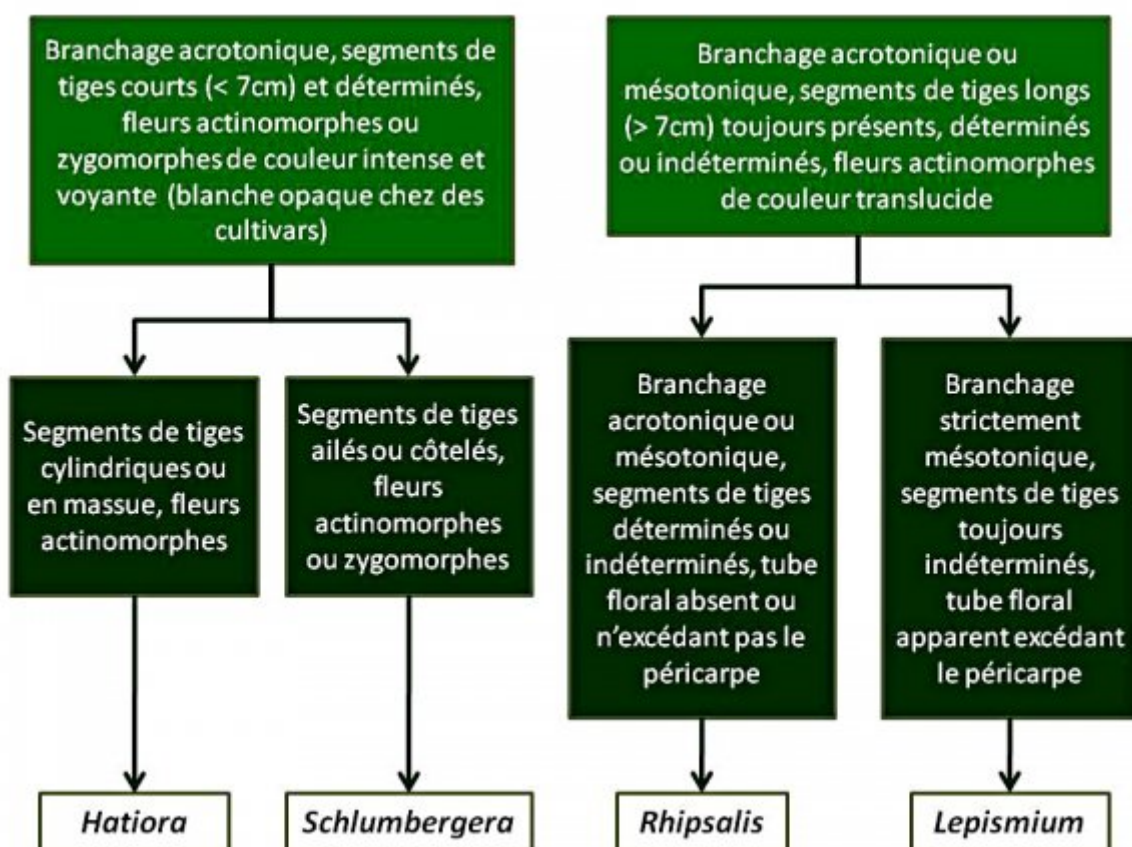 Branchage acrotonique, segments de
tiges courts (< 7cm) et déterminés,
fleurs actinomorphes ou
zygomorphes de couleur intense et
voyante (blanche opaque chez des
cultivars)
Branchage acrotonique ou
mésotonique, segments de tiges longs
(> 7cm) toujours présents, déterminés
ou indéterminés, fleurs actinomorphes
de couleur translucide
Segments de tiges
cylindriques ou
en massue, fleurs
actinomorphes
Segments de tiges
ailés ou côtelés,
fleurs
actinomorphes
ou zygomorphes
Branchage
acrotonique ou
mésotonique,
segments de tiges
déterminés ou
indéterminés, tube
floral absent ou
n'excédant pas le
péricarpe
Branchage
strictement
mésotonique,
segments de tiges
toujours
indéterminés,
tube floral
apparent excédant
le péricarpe
Hatiora
Schlumbergera
Rhipsalis
Lepismium